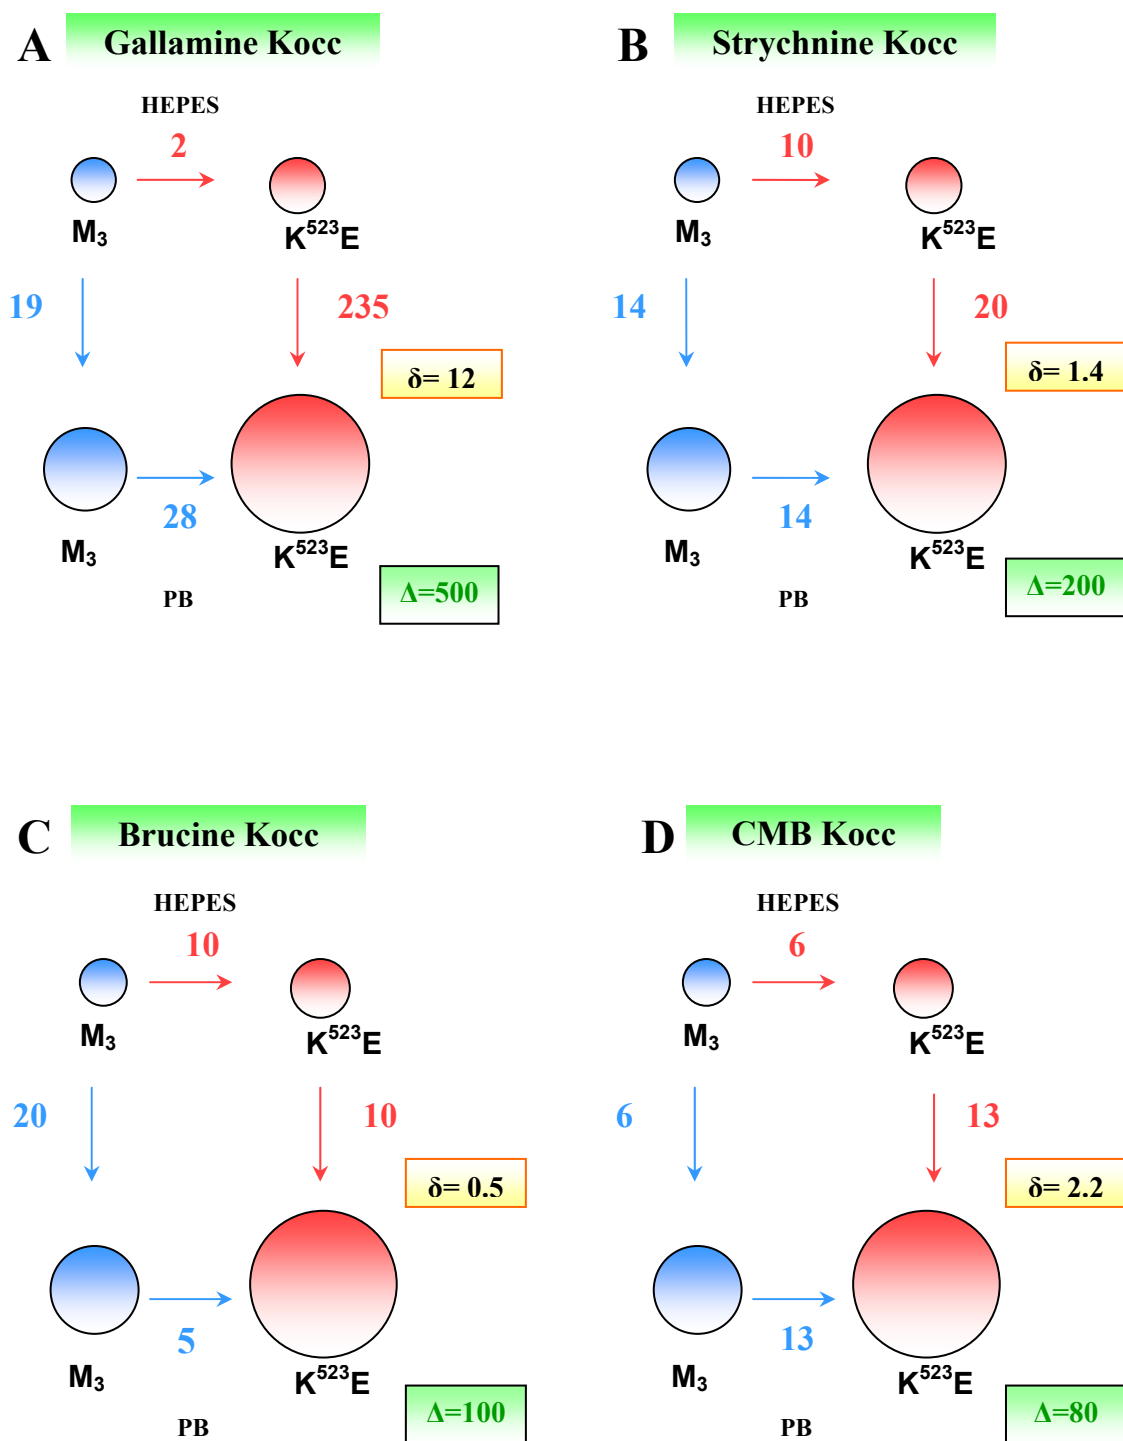 A Gallamine Kocc
HEPES
2
M₃ K⁵²³E
19 235
δ= 12
28
M₃ K⁵²³E
PB
Δ=500
B Strychnine Kocc
HEPES
10
M₃ K⁵²³E
14 20
δ= 1.4
14
M₃ K⁵²³E
PB
Δ=200
C Brucine Kocc
HEPES
10
M₃ K⁵²³E
20 10
δ= 0.5
5
M₃ K⁵²³E
PB
Δ=100
D CMB Kocc
HEPES
6
M₃ K⁵²³E
6 13
δ= 2.2
13
M₃ K⁵²³E
PB
Δ=80